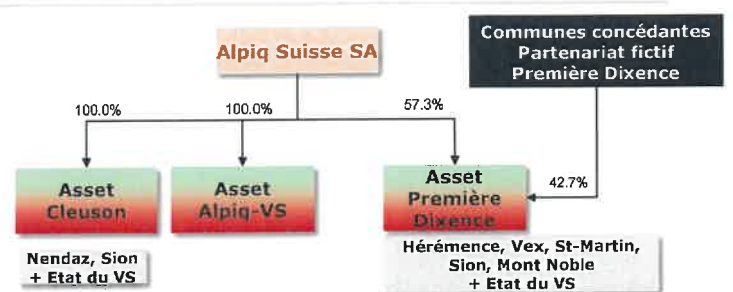 Alpiq Suisse SA
Communes concédantes
Partenariat fictif
Première Dixence
100.0%
100.0%
57.3%
42.7%
Asset
Cleuson
Asset
Alpiq-VS
Asset
Première
Dixence
Nendaz, Sion
+ Etat du VS
Hérémence, Vex, St-Martin,
Sion, Mont Noble
+ Etat du VS